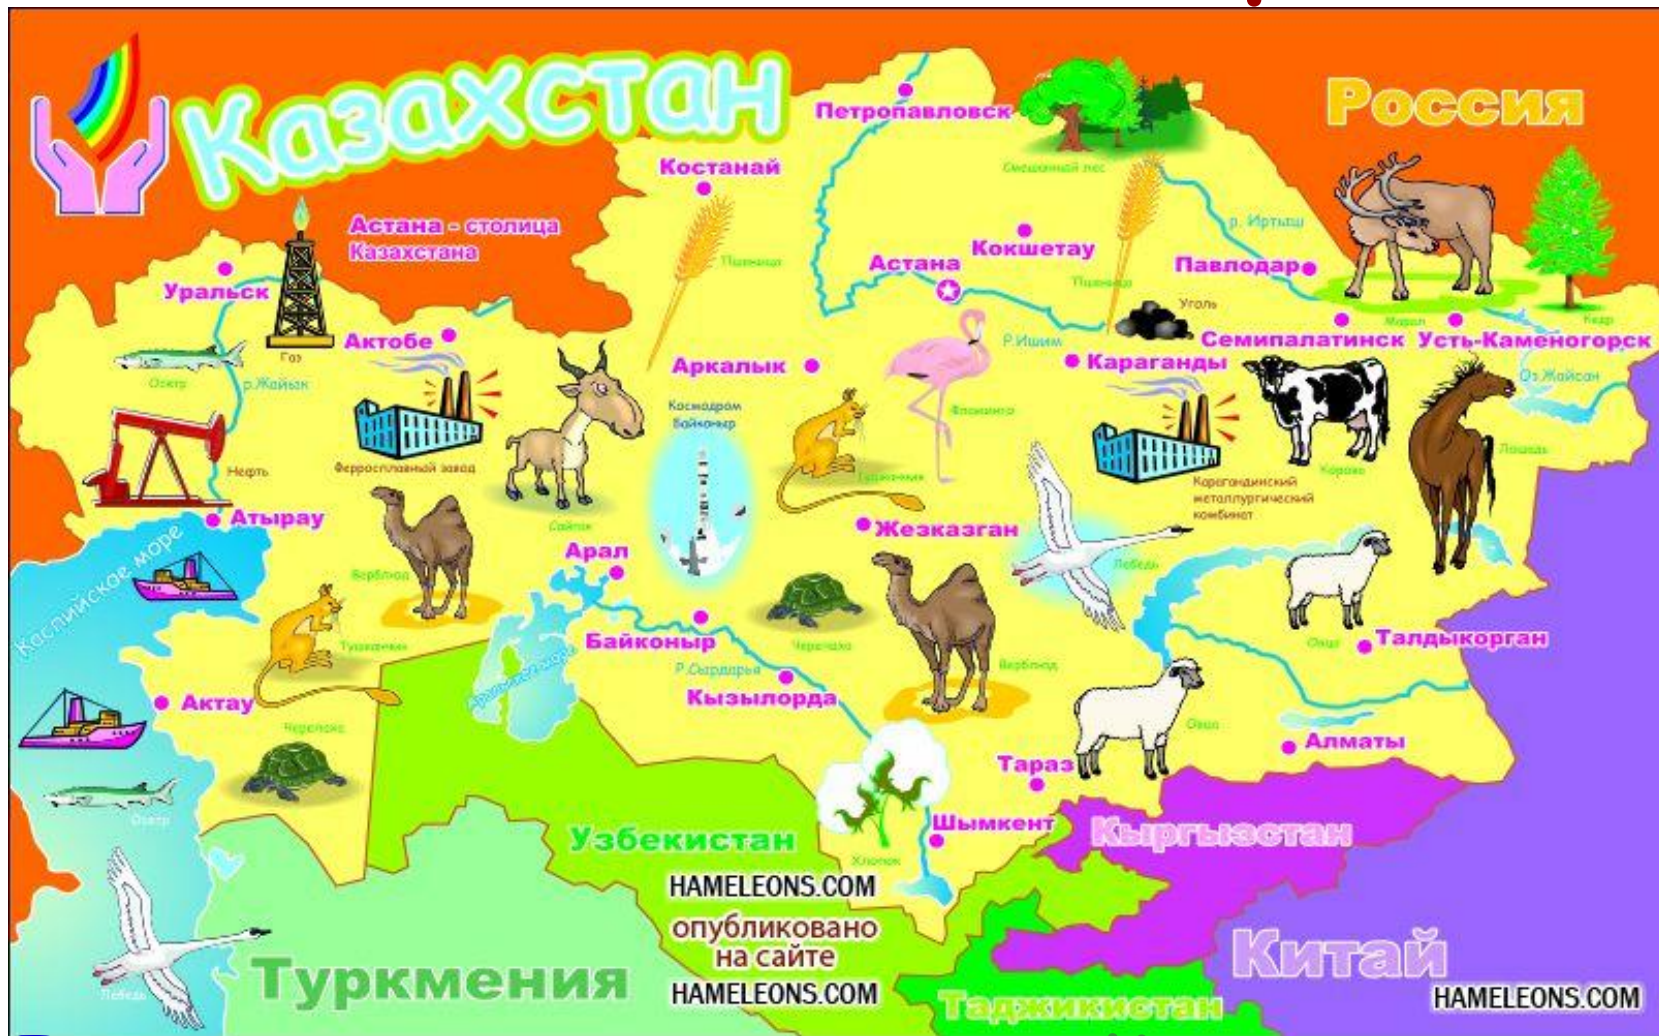 Казахстан
Россия
Петропавловск
Смешанный лес
Костанай
Астана - столица
Казахстана
р. Иртыш
Кокшетау
Пшеница
Астана
Павлодар
Уральск
Пшеница
Уголь
Марал
Кедр
Актобе
Газ
Р.Ишим
Семипалатинск
Усть-Каменогорск
Осетр
р.Жайык
Аркалык
Караганды
Оз.Жайсан
Космодром
Байконыр
Фламинго
Лошадь
Нефть
Ферросплавный завод
Корова
Карагандинский
металлургический
комбинат
Атырау
Жезказган
Каспийское море
Арал
Верблюд
Лебедь
Байконыр
Черепаха
Овца
Талдыкорган
Тушканчик
Р.Сырдарья
Верблюд
Аральское море
Актау
Кызылорда
Овца
Черепаха
Алматы
Тараз
Осетр
Узбекистан
Шымкент
Кыргызстан
Хлопок
HAMELEONS.COM
опубликовано
на сайте
HAMELEONS.COM
Китай
Туркмения
Лебедь
Таджикистан
HAMELEONS.COM